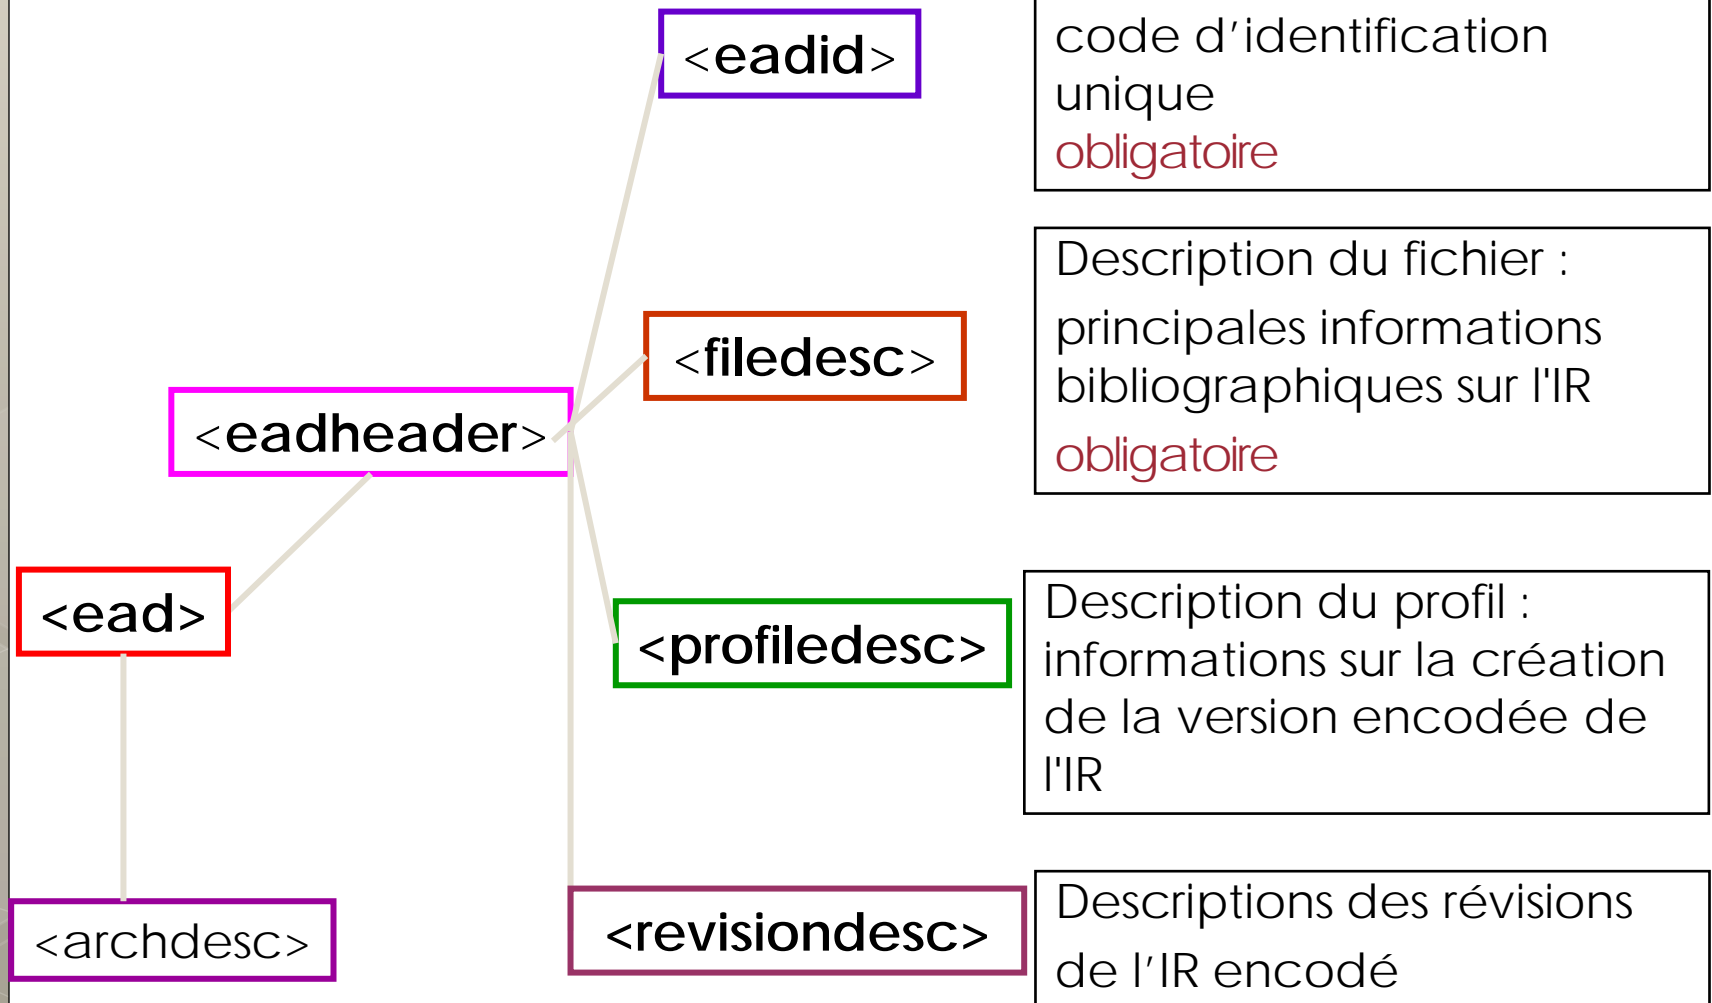 <eadid>
code d’identification
unique
obligatoire
<filedesc>
Description du fichier :
principales informations
bibliographiques sur l'IR
obligatoire
<eadheader>
<ead>
<profiledesc>
Description du profil :
informations sur la création
de la version encodée de
l'IR
<archdesc>
<revisiondesc>
Descriptions des révisions
de l’IR encodé